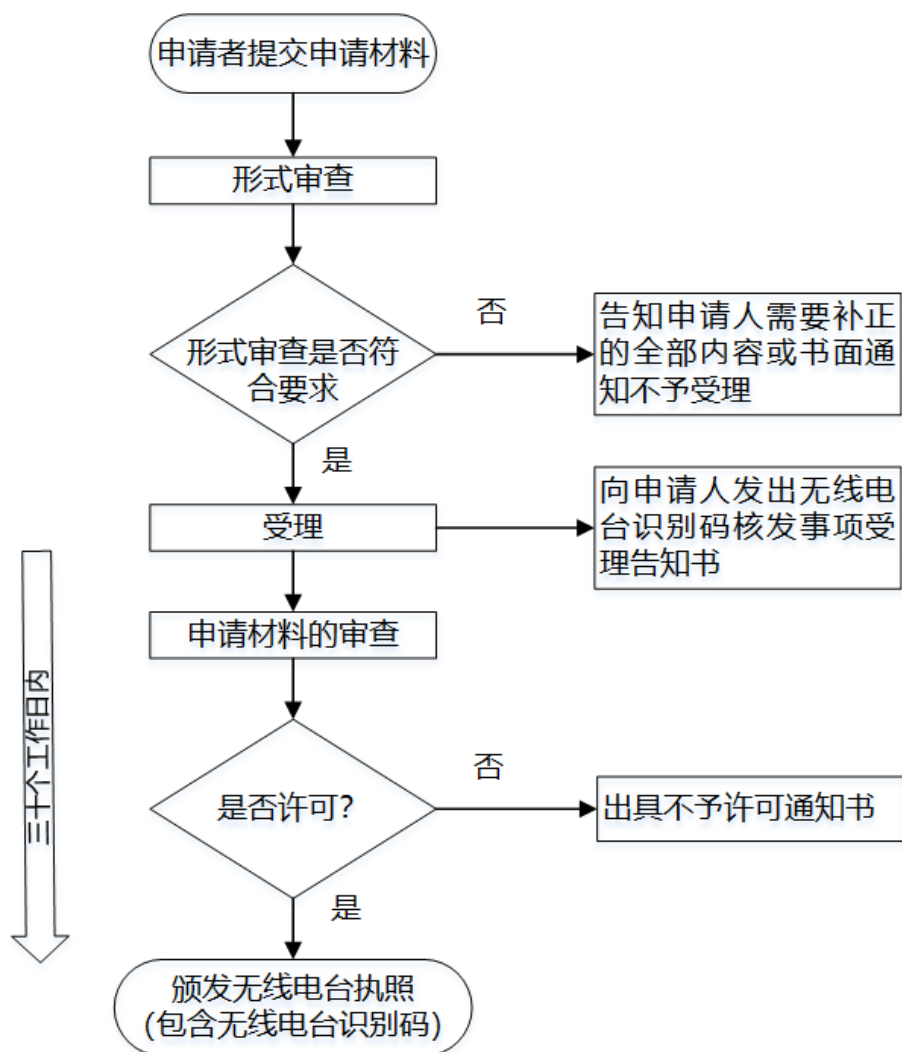 申请者提交申请材料
形式审查
形式审查是否符
合要求
否
告知申请人需要补正
的全部内容或书面通
知不予受理
是
受理
向申请人发出无线电
台识别码核发事项受
理告知书
申请材料的审查
三十个工作日内
是否许可?
否
出具不予许可通知书
是
颁发无线电台执照
(包含无线电台识别码)